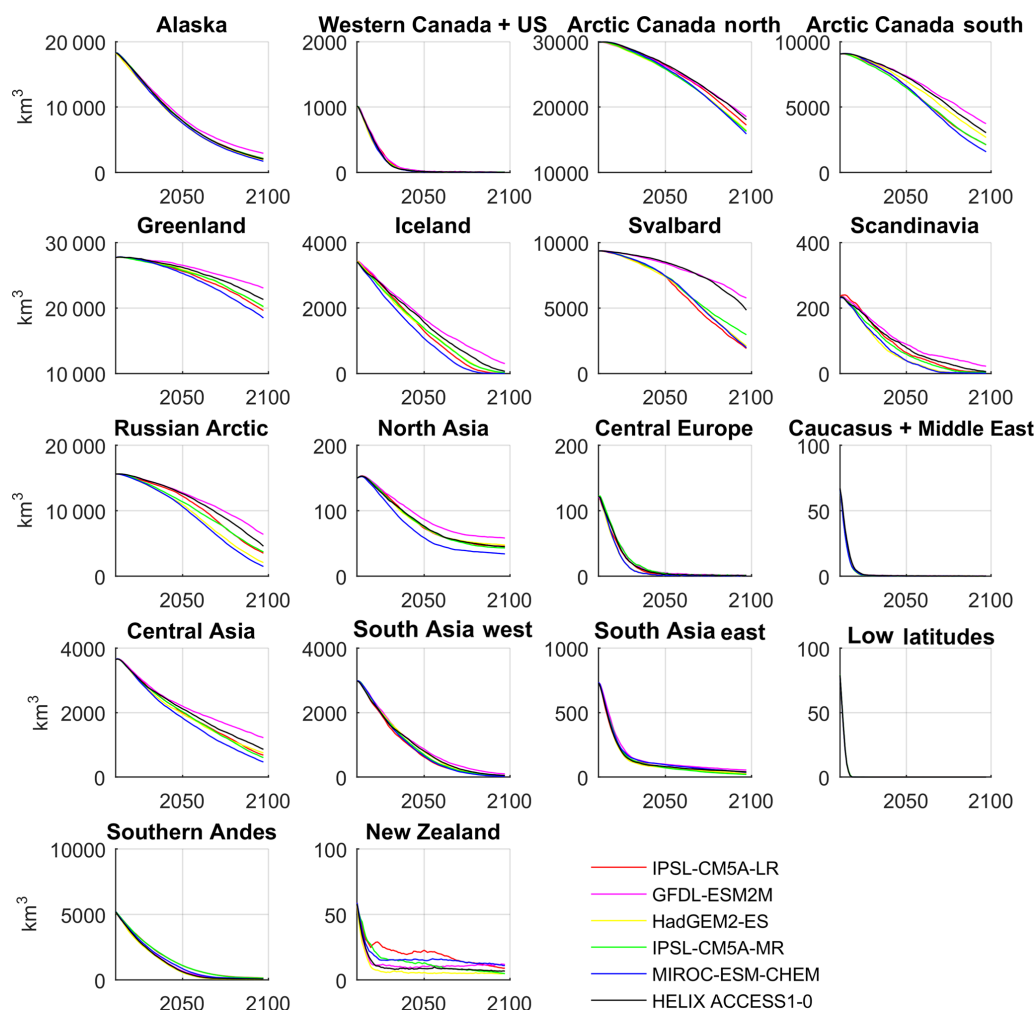 Alaska Western Canada + US Arctic Canada north Arctic Canada south
20 000 2000 30000 10000
km³ 10 000 1000 20000 5000
0 0 10000 0
2050 2100 2050 2100 2050 2100 2050 2100
Greenland Iceland Svalbard Scandinavia
30 000 4000 10000 400
km³ 20 000 2000 5000 200
10 000 0 0 0
2050 2100 2050 2100 2050 2100 2050 2100
Russian Arctic North Asia Central Europe Caucasus + Middle East
20 000 200 200 100
km³ 10 000 100 100 50
0 0 0 0
2050 2100 2050 2100 2050 2100 2050 2100
Central Asia South Asia west South Asia east Low latitudes
4000 4000 1000 100
km³ 2000 2000 500 50
0 0 0 0
2050 2100 2050 2100 2050 2100 2050 2100
Southern Andes New Zealand
10000 100
km³ 5000 50
0 0
2050 2100 2050 2100
IPSL-CM5A-LR
GFDL-ESM2M
HadGEM2-ES
IPSL-CM5A-MR
MIROC-ESM-CHEM
HELIX ACCESS1-0